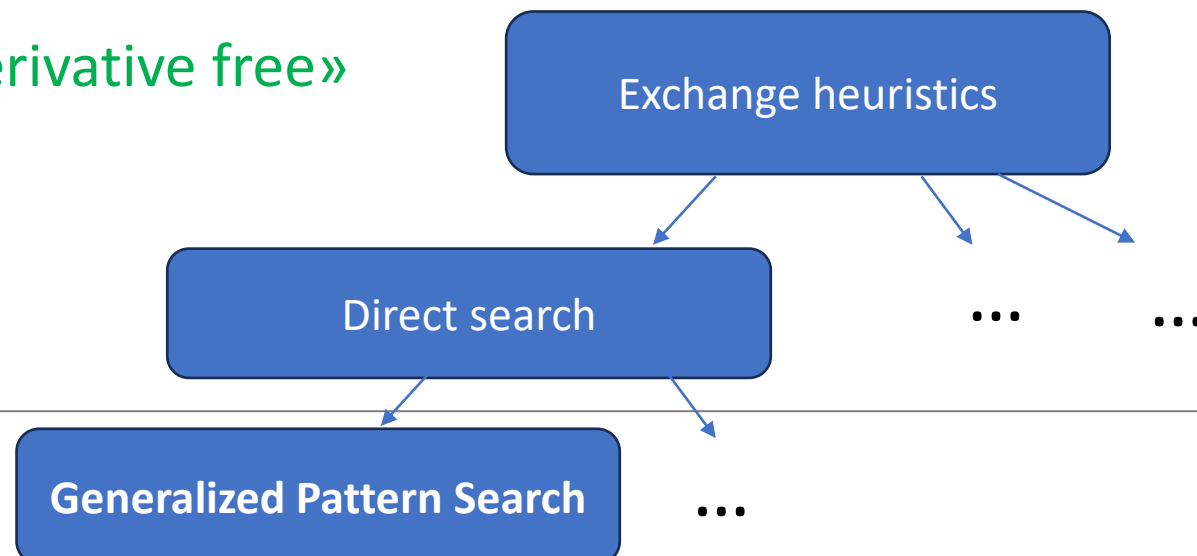 erivative free»
Exchange heuristics
Direct search
... ...
Generalized Pattern Search
...